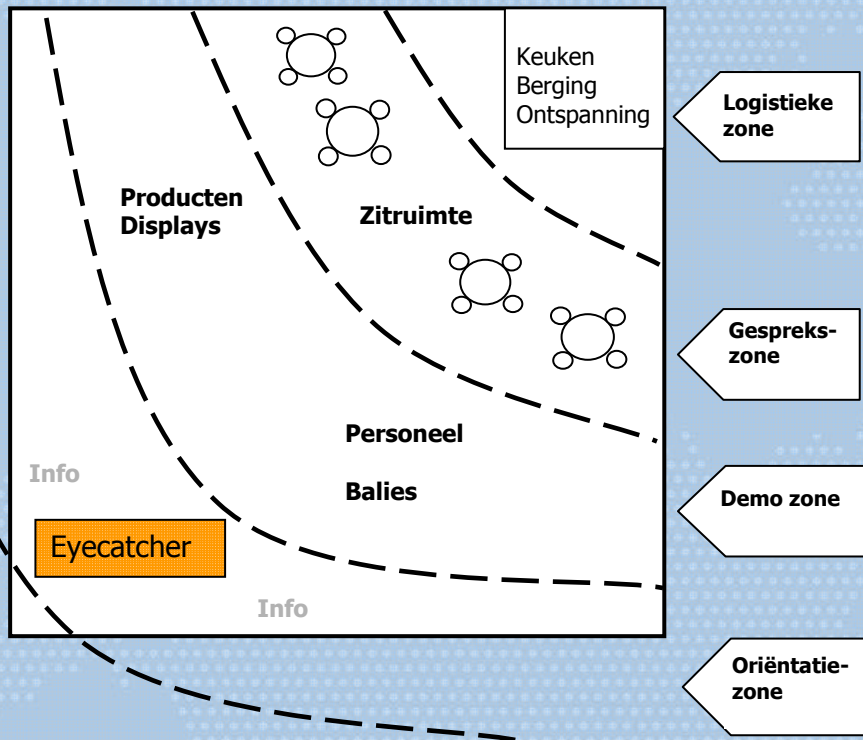 Keuken
Berging
Ontspanning
Logistieke
zone
Producten
Displays
Zitruimte
Gespreks-
zone
Personeel
Balies
Info
Demo zone
Eyecatcher
Info
Oriëntatie-
zone